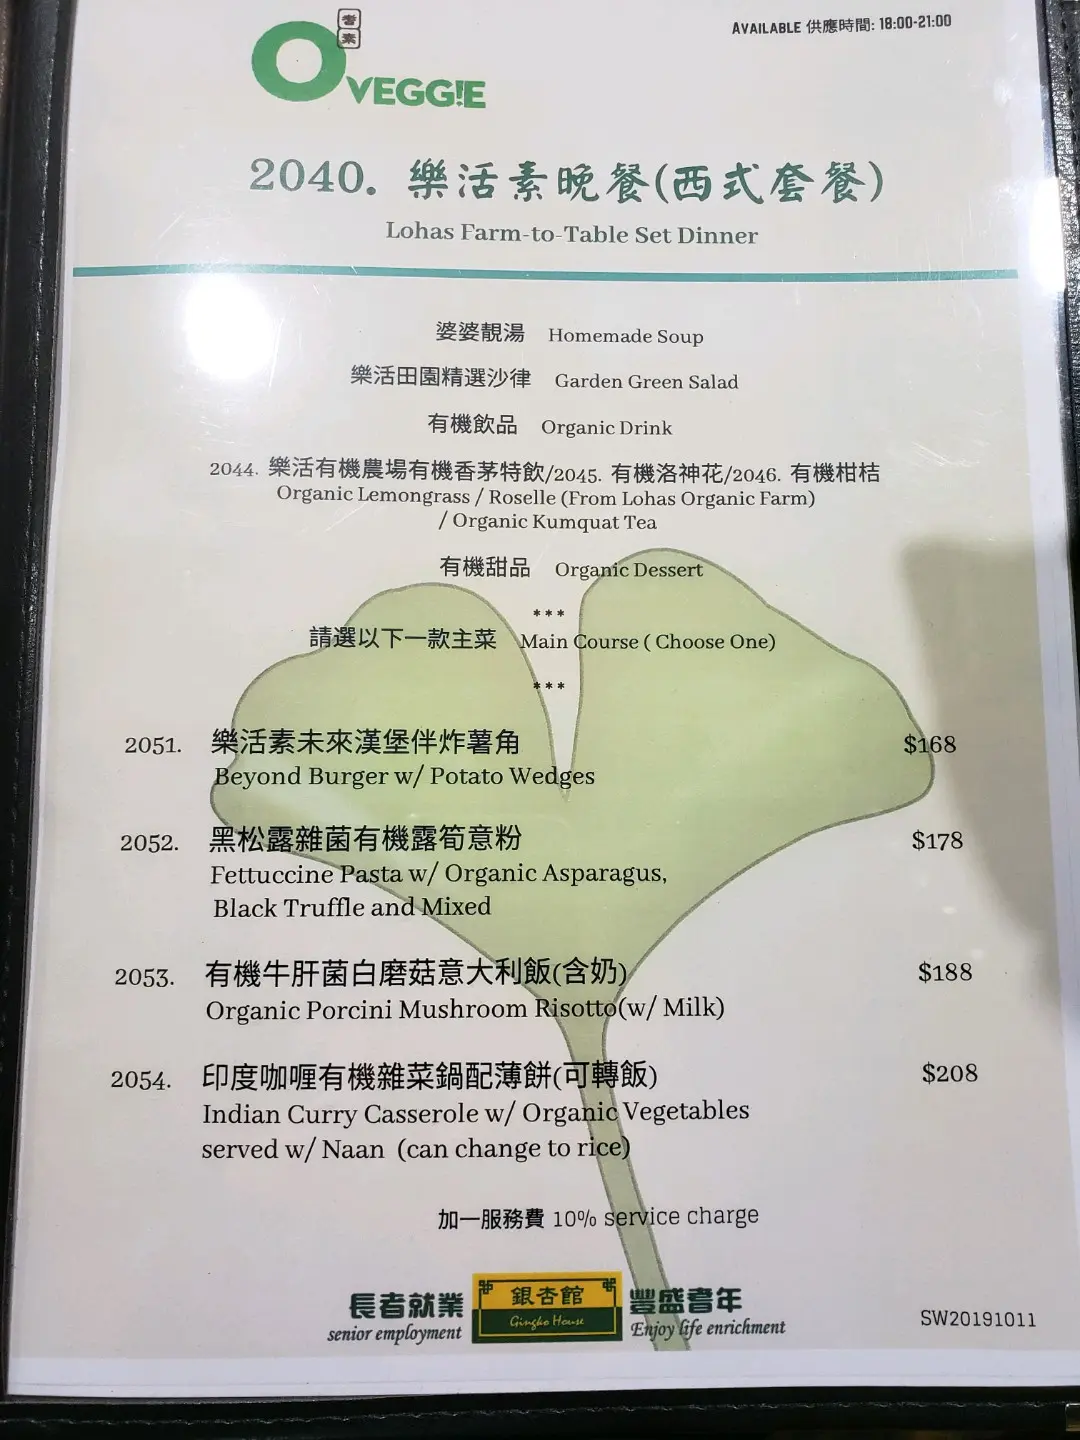 AVAILABLE 供應時間: 18:00-21:00
耆
素
OVEGGIE
2040. 樂活素晚餐(西式套餐)
Lohas Farm-to-Table Set Dinner
婆婆靚湯 Homemade Soup
樂活田園精選沙律 Garden Green Salad
有機飲品 Organic Drink
2044. 樂活有機農場有機香茅特飲/2045. 有機洛神花/2046. 有機柑桔
Organic Lemongrass / Roselle (From Lohas Organic Farm)
/ Organic Kumquat Tea
有機甜品 Organic Dessert
***
請選以下一款主菜 Main Course ( Choose One)
***
2051. 樂活素未來漢堡伴炸薯角 $168
Beyond Burger w/ Potato Wedges
2052. 黑松露雜菌有機露筍意粉 $178
Fettuccine Pasta w/ Organic Asparagus,
Black Truffle and Mixed
2053. 有機牛肝菌白磨菇意大利飯(含奶) $188
Organic Porcini Mushroom Risotto(w/ Milk)
2054. 印度咖喱有機雜菜鍋配薄餅(可轉飯) $208
Indian Curry Casserole w/ Organic Vegetables
served w/ Naan (can change to rice)
加一服務費 10% service charge
長者就業 銀杏館 豐盛耆年
senior employment Gingko House Enjoy life enrichment
SW20191011